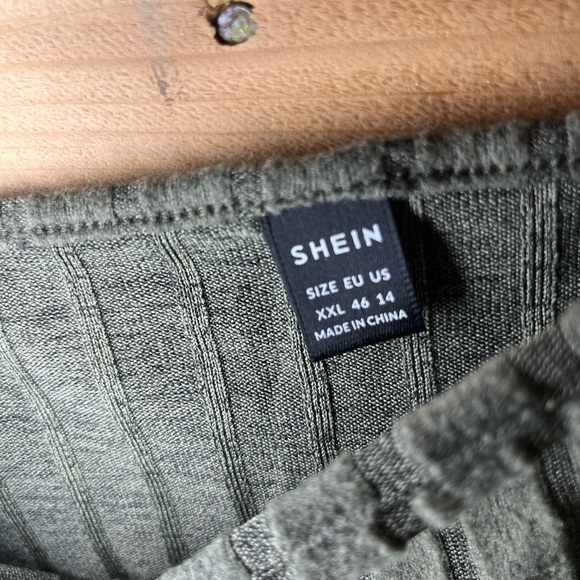 SHEIN
SIZE EU US
XXL 46 14
MADE IN CHINA